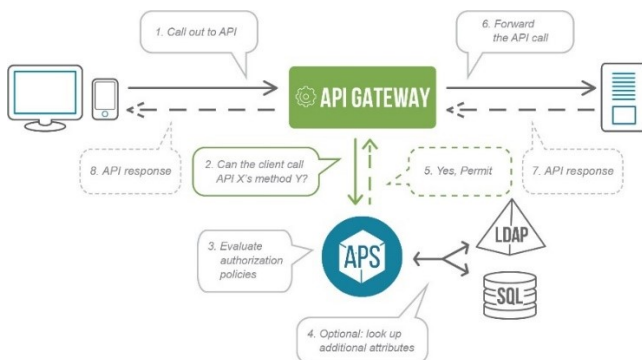 1. Call out to API
6. Forward
the API call
API GATEWAY
8. API response
2. Can the client call
API X's method Y?
5. Yes, Permit
7. API response
3. Evaluate
authorization
policies
APS
LDAP
SQL
4. Optional: look up
additional attributes